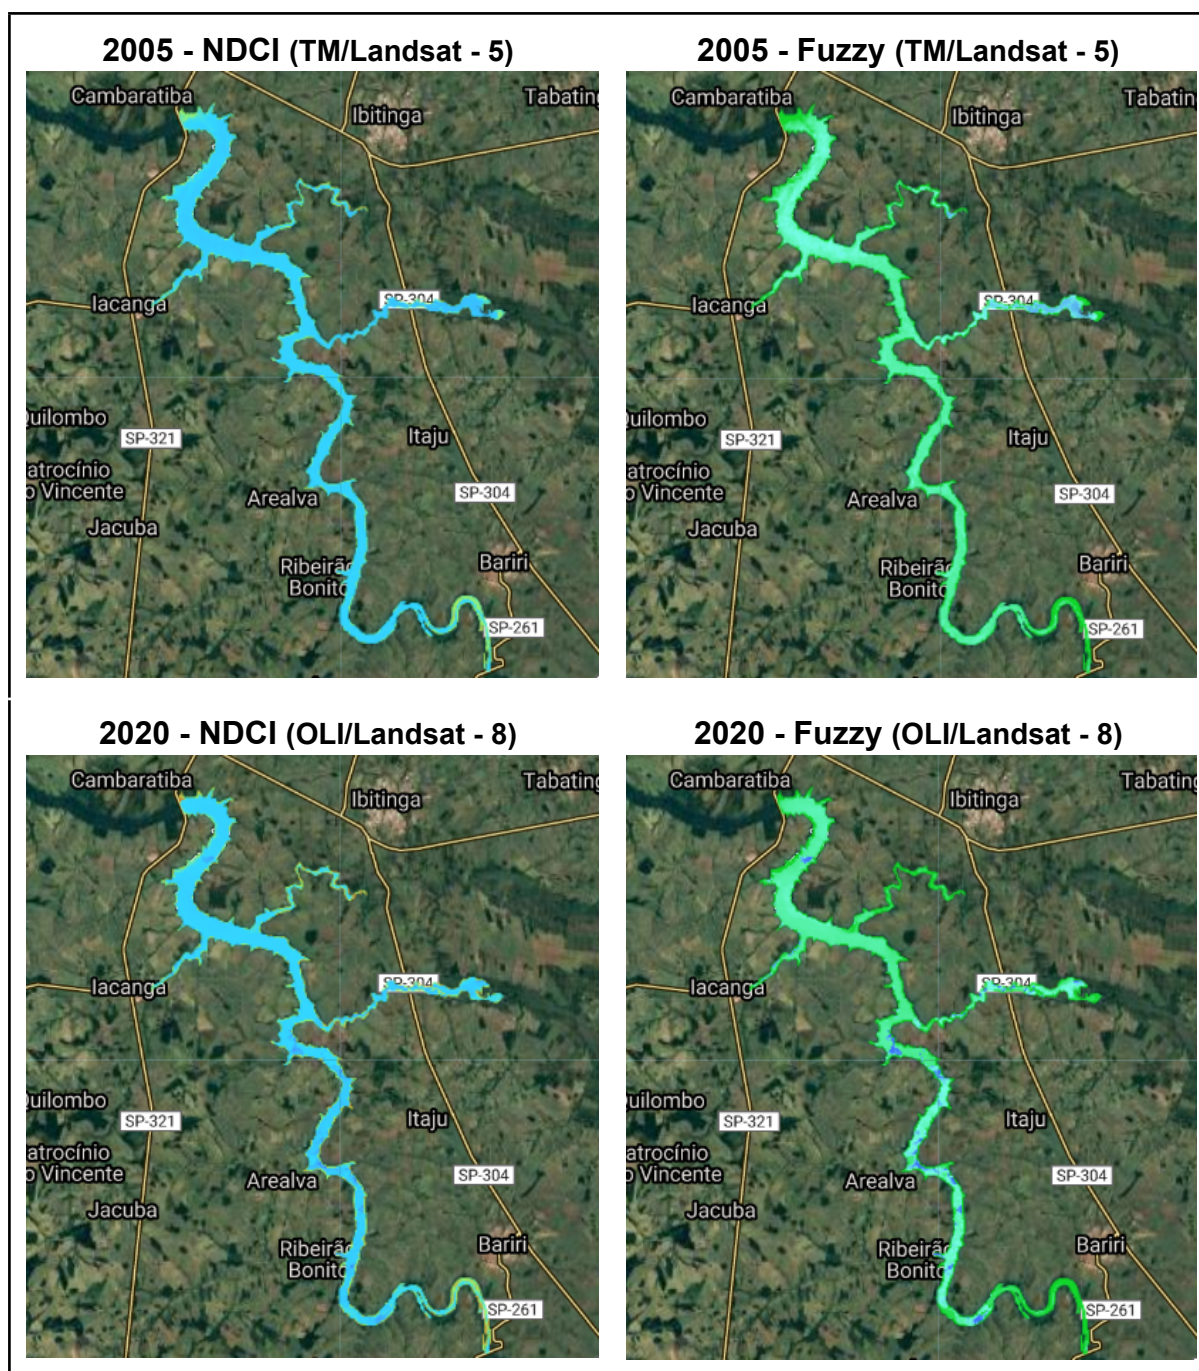 2005 - NDCI (TM/Landsat - 5)
2005 - Fuzzy (TM/Landsat - 5)
Cambaratiba
Ibitinga
Tabating
SP-304
Iacanga
uilombo
SP-321
Itaju
atrocínio
o Vincente
SP-304
Arealva
Jacuba
Ribeirão
Bonito
Bariri
SP-261
Cambaratiba
Ibitinga
Tabatin
SP-304
Iacanga
uilombo
SP-321
Itaju
atrocínio
o Vincente
SP-304
Arealva
Jacuba
Ribeirão
Bonito
Bariri
SP-261
2020 - NDCI (OLI/Landsat - 8)
2020 - Fuzzy (OLI/Landsat - 8)
Cambaratiba
Ibitinga
Tabating
SP-304
Iacanga
uilombo
SP-321
Itaju
atrocínio
o Vincente
SP-304
Arealva
Jacuba
Ribeirão
Bonito
Bariri
SP-261
Cambaratiba
Ibitinga
Tabating
SP-304
Iacanga
uilombo
SP-321
Itaju
atrocínio
o Vincente
SP-304
Arealva
Jacuba
Ribeirão
Bonito
Bariri
SP-261